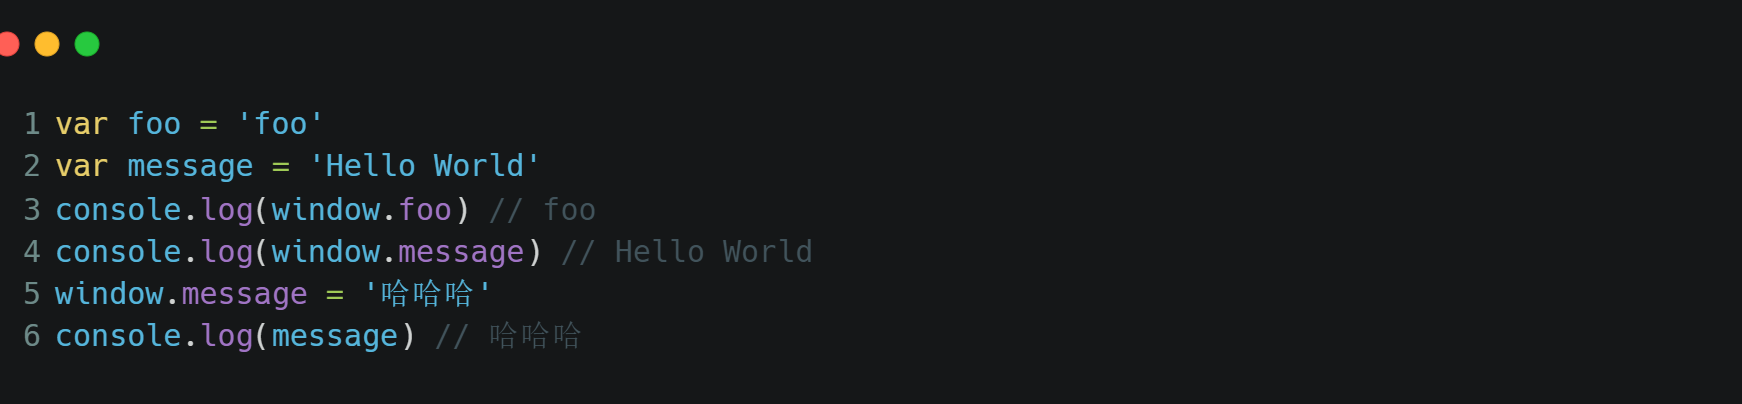 1 var foo = 'foo'
2 var message = 'Hello World'
3 console.log(window.foo) // foo
4 console.log(window.message) // Hello World
5 window.message = '哈哈哈'
6 console.log(message) // 哈哈哈